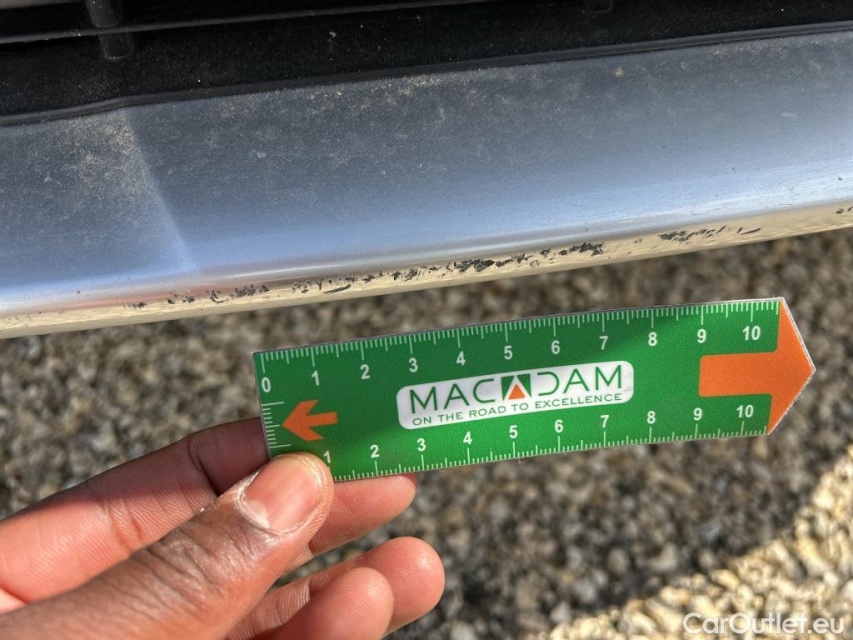 0 1 2 3 4 5 6 7 8 9 10
MACADAM
ON THE ROAD TO EXCELLENCE
1 2 3 4 5 6 7 8 9 10
CarOutlet.eu